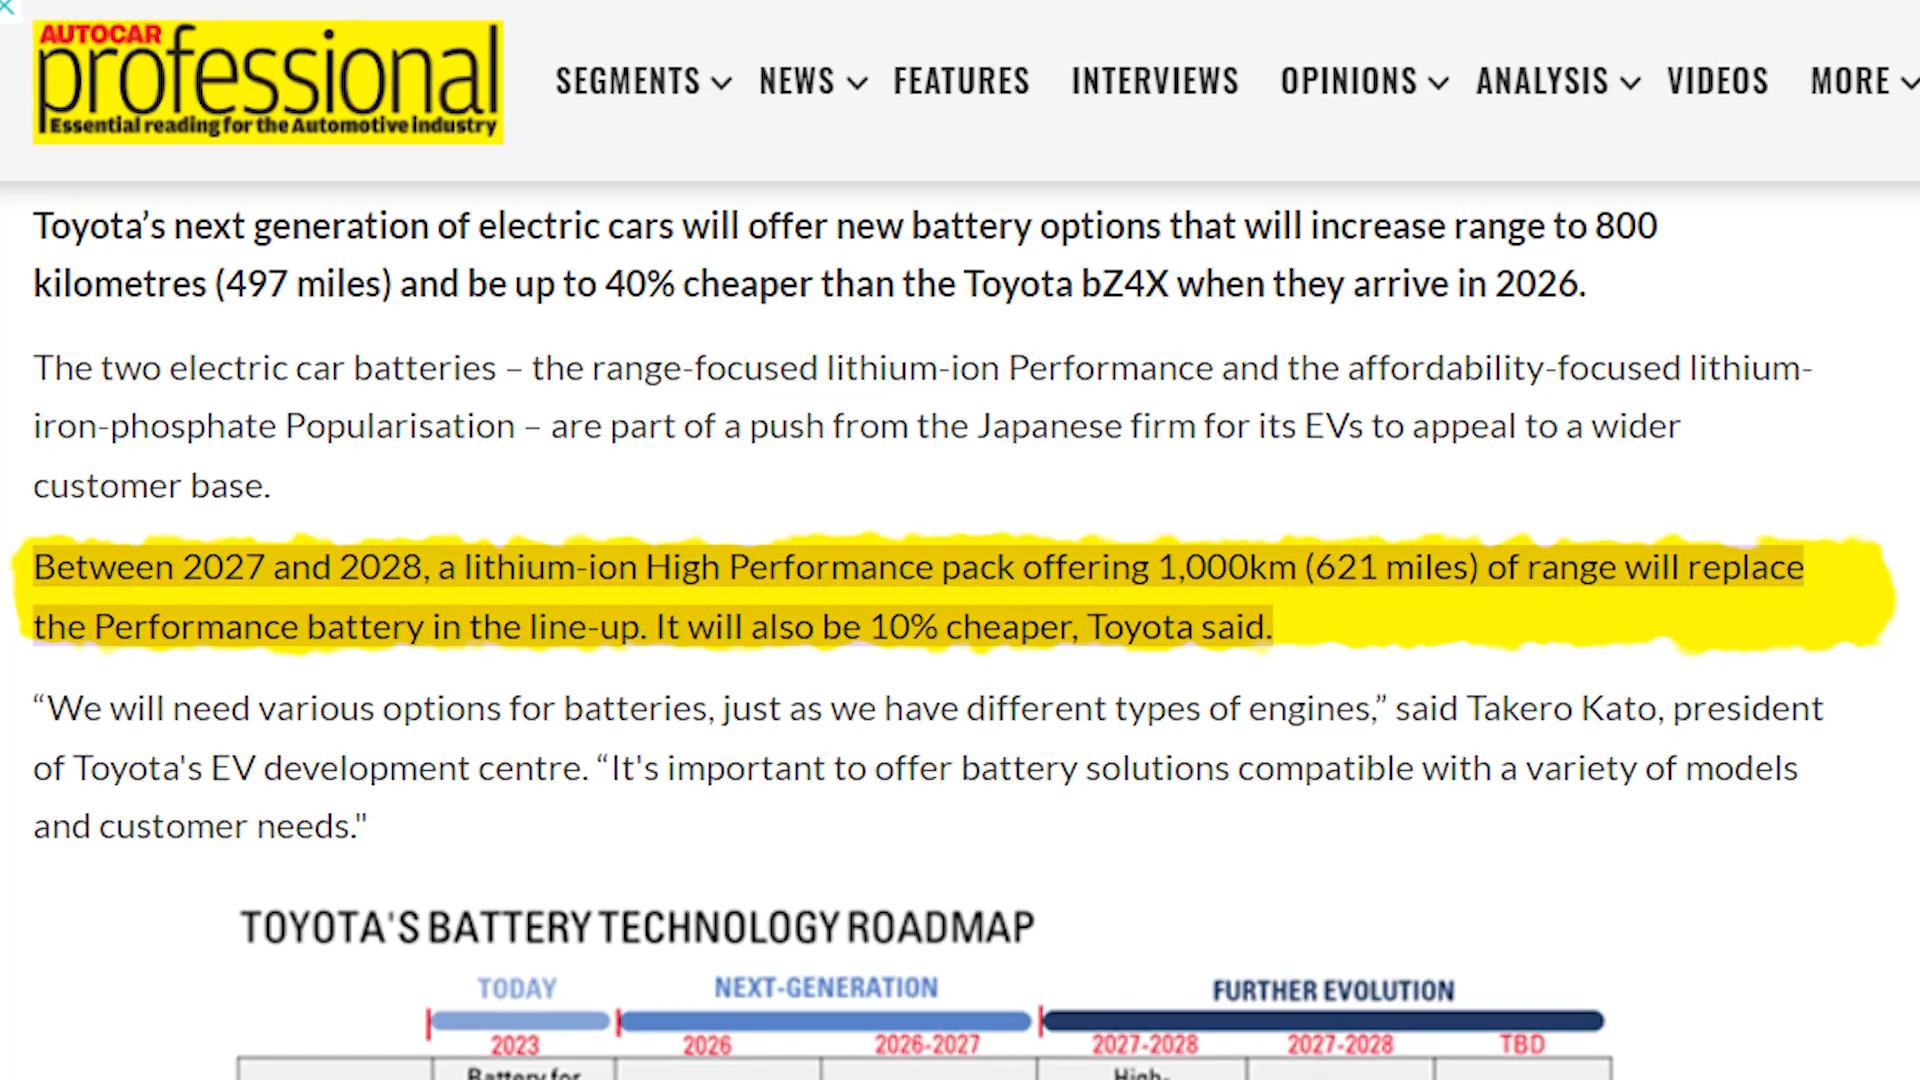 AUTOCAR
professional
Essential reading for the Automotive industry
SEGMENTS NEWS FEATURES INTERVIEWS OPINIONS ANALYSIS VIDEOS MORE
Toyota’s next generation of electric cars will offer new battery options that will increase range to 800
kilometres (497 miles) and be up to 40% cheaper than the Toyota bZ4X when they arrive in 2026.
The two electric car batteries – the range-focused lithium-ion Performance and the affordability-focused lithium-
iron-phosphate Popularisation – are part of a push from the Japanese firm for its EVs to appeal to a wider
customer base.
Between 2027 and 2028, a lithium-ion High Performance pack offering 1,000km (621 miles) of range will replace
the Performance battery in the line-up. It will also be 10% cheaper, Toyota said.
“We will need various options for batteries, just as we have different types of engines,” said Takero Kato, president
of Toyota's EV development centre. “It's important to offer battery solutions compatible with a variety of models
and customer needs."
TOYOTA'S BATTERY TECHNOLOGY ROADMAP
TODAY NEXT-GENERATION FURTHER EVOLUTION
2023 2026 2026-2027 2027-2028 2027-2028 TBD
Battery for High-